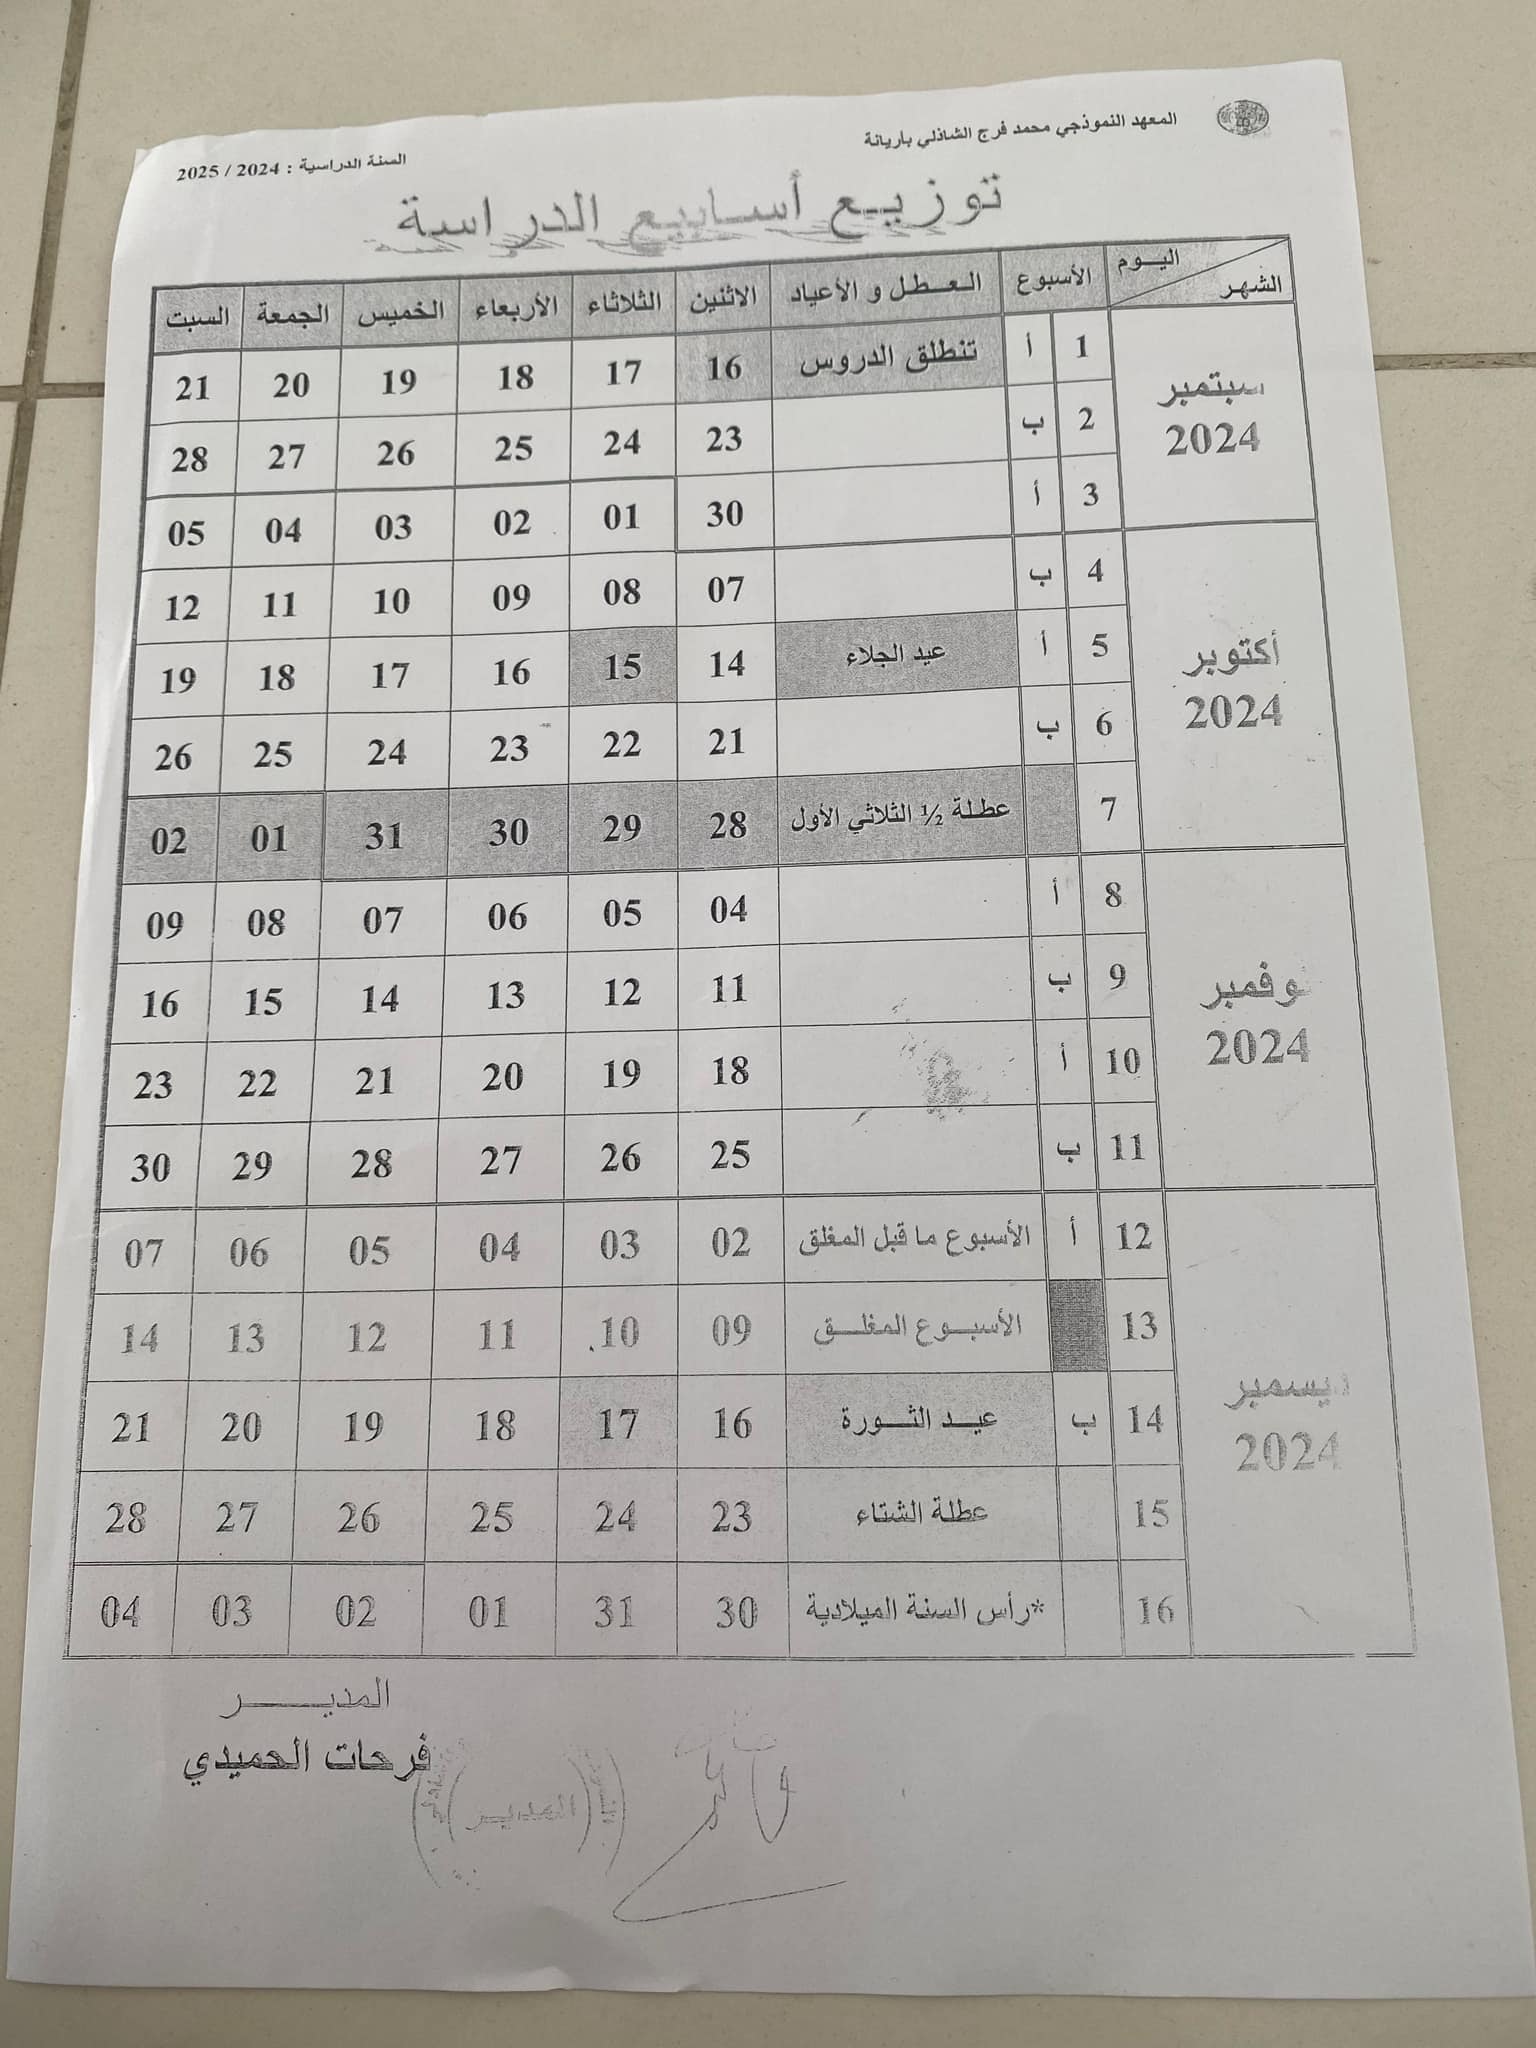 المعهد النموذجي محمد فرج الشاذلي باريانة
السنة الدراسية : 2024 / 2025
توزيع أسابيع الدراسة
اليوم الشهر الأسبوع العطل و الأعياد الاثنين الثلاثاء الأربعاء الخميس الجمعة السبت
سبتمبر 2024
1 أ تنطلق الدروس 16 17 18 19 20 21
2 ب 23 24 25 26 27 28
3 أ 30 01 02 03 04 05
أكتوبر 2024
4 ب 07 08 09 10 11 12
5 أ عيد الجلاء 14 15 16 17 18 19
6 ب 21 22 23 24 25 26
7 عطلة ½ الثلاثي الأول 28 29 30 31 01 02
نوفمبر 2024
8 أ 04 05 06 07 08 09
9 ب 11 12 13 14 15 16
10 أ 18 19 20 21 22 23
11 ب 25 26 27 28 29 30
ديسمبر 2024
12 أ الأسبوع ما قبل المغلق 02 03 04 05 06 07
13 الأسبوع المغلق 09 10 11 12 13 14
14 ب عيد الثورة 16 17 18 19 20 21
15 عطلة الشتاء 23 24 25 26 27 28
16 *رأس السنة الميلادية 30 31 01 02 03 04
المدير
فرحات الحميدي
المدير